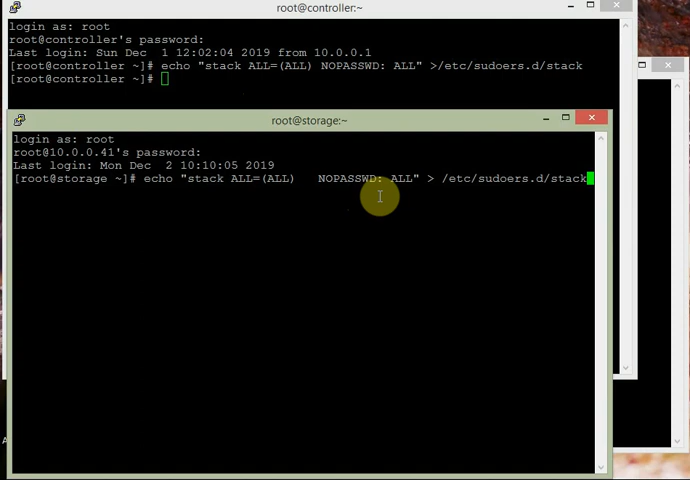 root@controller:~
login as: root
root@controller's password:
Last login: Sun Dec  1 12:02:04 2019 from 10.0.0.1
[root@controller ~]# echo "stack ALL=(ALL) NOPASSWD: ALL" >/etc/sudoers.d/stack
[root@controller ~]#
root@storage:~
login as: root
root@10.0.0.41's password:
Last login: Mon Dec  2 10:10:05 2019
[root@storage ~]# echo "stack ALL=(ALL)   NOPASSWD: ALL" > /etc/sudoers.d/stack
A